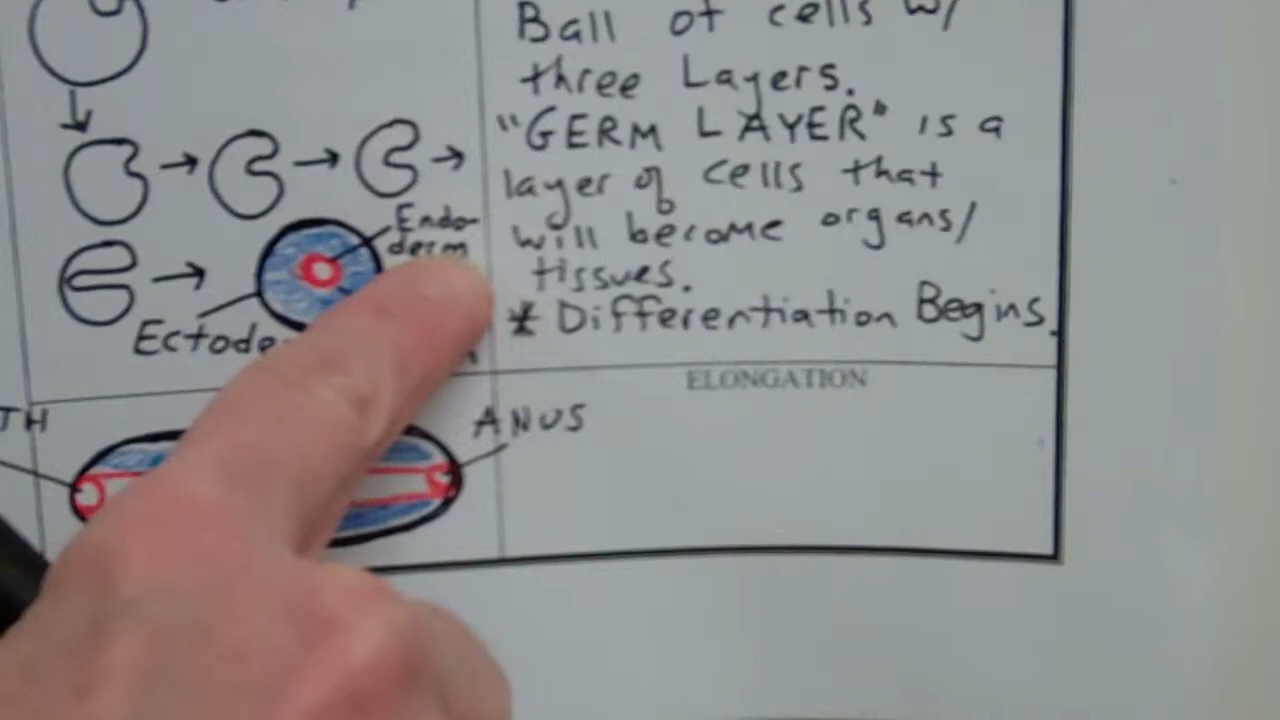 Ball of cells w/
three Layers.
"GERM LAYER" is a
layer of cells that
will become organs/
tissues.
* Differentiation Begins.
Endo-
derm
Ectode
ELONGATION
TH
ANUS